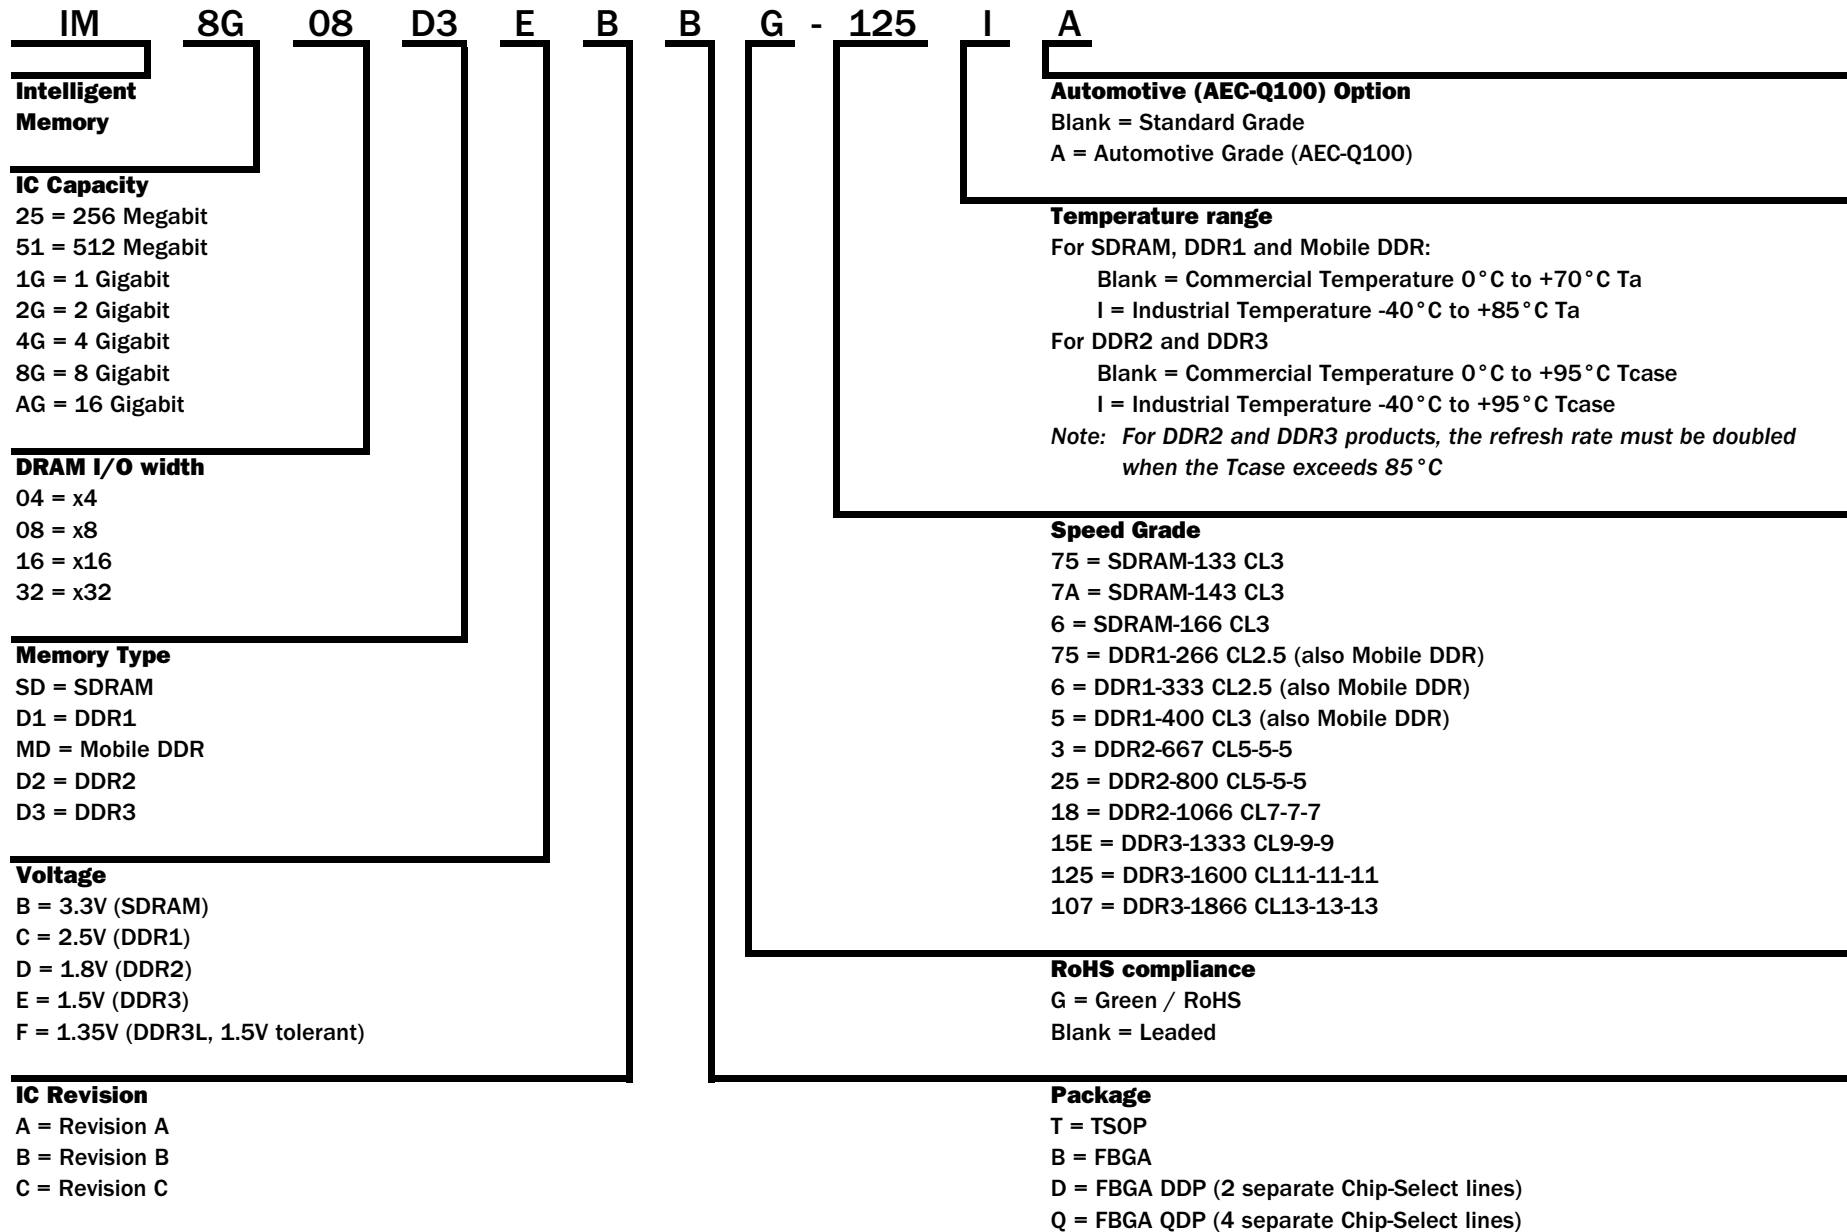 IM 8G 08 D3 E B B G - 125 I A
Intelligent
Memory
IC Capacity
25 = 256 Megabit
51 = 512 Megabit
1G = 1 Gigabit
2G = 2 Gigabit
4G = 4 Gigabit
8G = 8 Gigabit
AG = 16 Gigabit
DRAM I/O width
04 = x4
08 = x8
16 = x16
32 = x32
Memory Type
SD = SDRAM
D1 = DDR1
MD = Mobile DDR
D2 = DDR2
D3 = DDR3
Voltage
B = 3.3V (SDRAM)
C = 2.5V (DDR1)
D = 1.8V (DDR2)
E = 1.5V (DDR3)
F = 1.35V (DDR3L, 1.5V tolerant)
IC Revision
A = Revision A
B = Revision B
C = Revision C
Automotive (AEC-Q100) Option
Blank = Standard Grade
A = Automotive Grade (AEC-Q100)
Temperature range
For SDRAM, DDR1 and Mobile DDR:
Blank = Commercial Temperature 0°C to +70°C Ta
I = Industrial Temperature -40°C to +85°C Ta
For DDR2 and DDR3
Blank = Commercial Temperature 0°C to +95°C Tcase
I = Industrial Temperature -40°C to +95°C Tcase
Note: For DDR2 and DDR3 products, the refresh rate must be doubled
when the Tcase exceeds 85°C
Speed Grade
75 = SDRAM-133 CL3
7A = SDRAM-143 CL3
6 = SDRAM-166 CL3
75 = DDR1-266 CL2.5 (also Mobile DDR)
6 = DDR1-333 CL2.5 (also Mobile DDR)
5 = DDR1-400 CL3 (also Mobile DDR)
3 = DDR2-667 CL5-5-5
25 = DDR2-800 CL5-5-5
18 = DDR2-1066 CL7-7-7
15E = DDR3-1333 CL9-9-9
125 = DDR3-1600 CL11-11-11
107 = DDR3-1866 CL13-13-13
RoHS compliance
G = Green / RoHS
Blank = Leaded
Package
T = TSOP
B = FBGA
D = FBGA DDP (2 separate Chip-Select lines)
Q = FBGA QDP (4 separate Chip-Select lines)